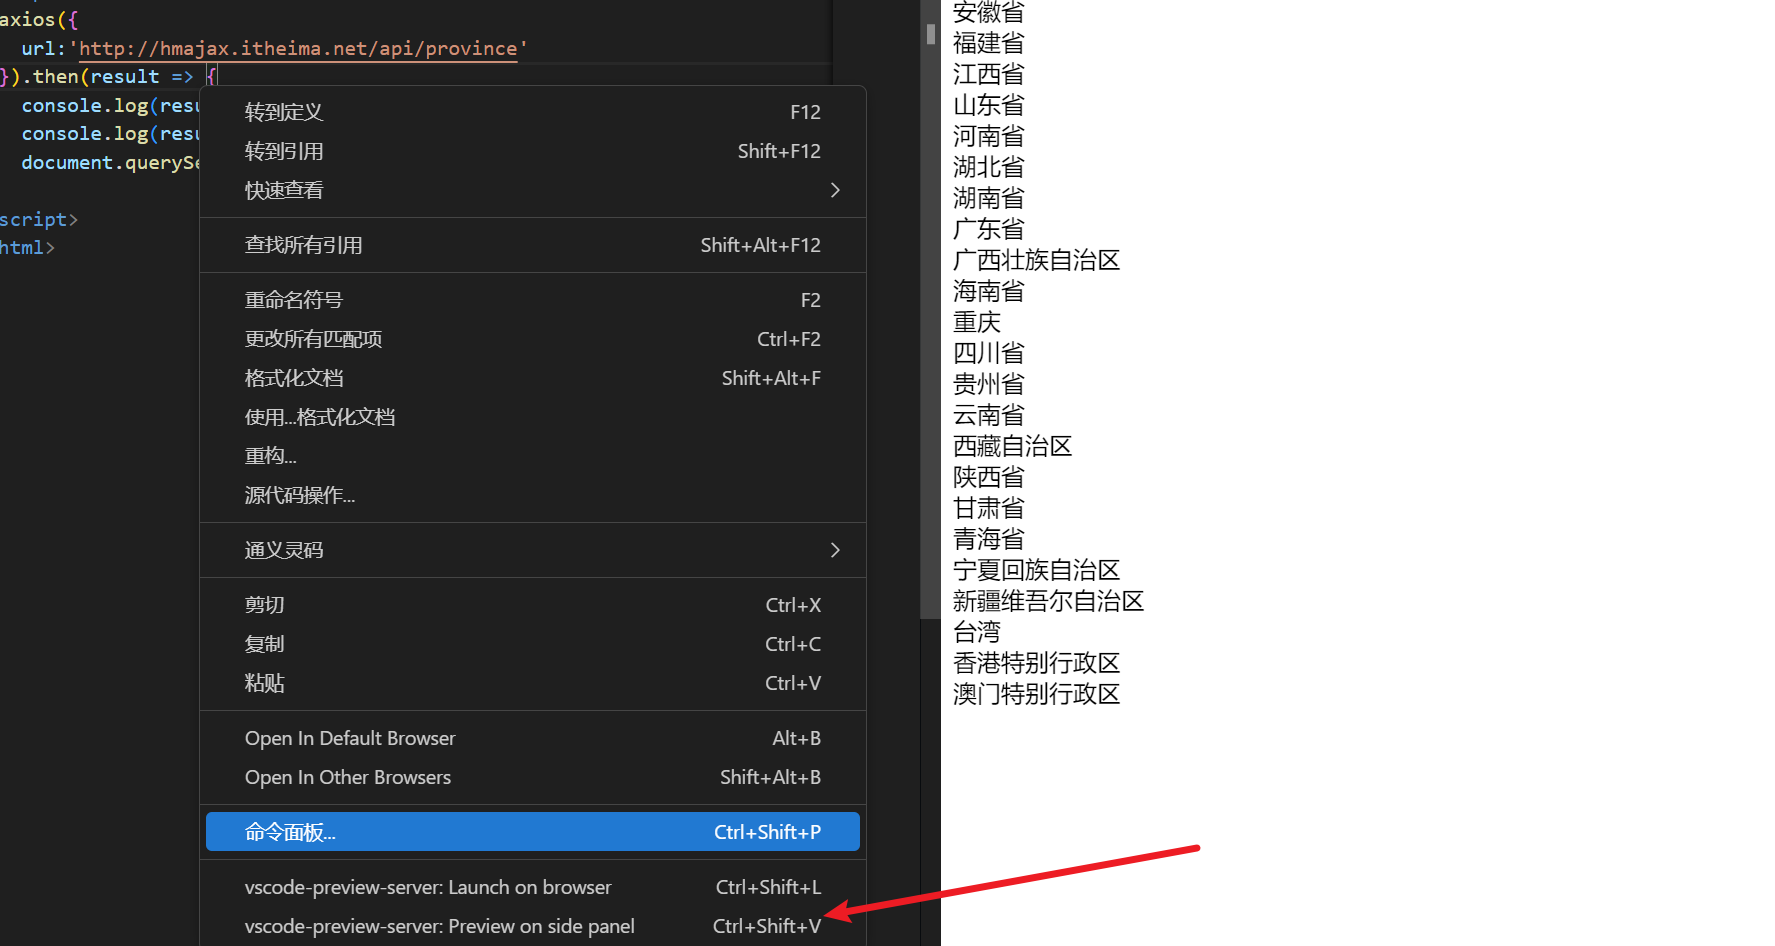 axios({
url:'http://hmajax.itheima.net/api/province'
}).then(result => {
console.log(resu
console.log(resu
document.querySe
script>
html>
转到定义 F12
转到引用 Shift+F12
快速查看
查找所有引用 Shift+Alt+F12
重命名符号 F2
更改所有匹配项 Ctrl+F2
格式化文档 Shift+Alt+F
使用...格式化文档
重构...
源代码操作...
通义灵码
剪切 Ctrl+X
复制 Ctrl+C
粘贴 Ctrl+V
Open In Default Browser Alt+B
Open In Other Browsers Shift+Alt+B
命令面板... Ctrl+Shift+P
vscode-preview-server: Launch on browser Ctrl+Shift+L
vscode-preview-server: Preview on side panel Ctrl+Shift+V
安徽省
福建省
江西省
山东省
河南省
湖北省
湖南省
广东省
广西壮族自治区
海南省
重庆
四川省
贵州省
云南省
西藏自治区
陕西省
甘肃省
青海省
宁夏回族自治区
新疆维吾尔自治区
台湾
香港特别行政区
澳门特别行政区